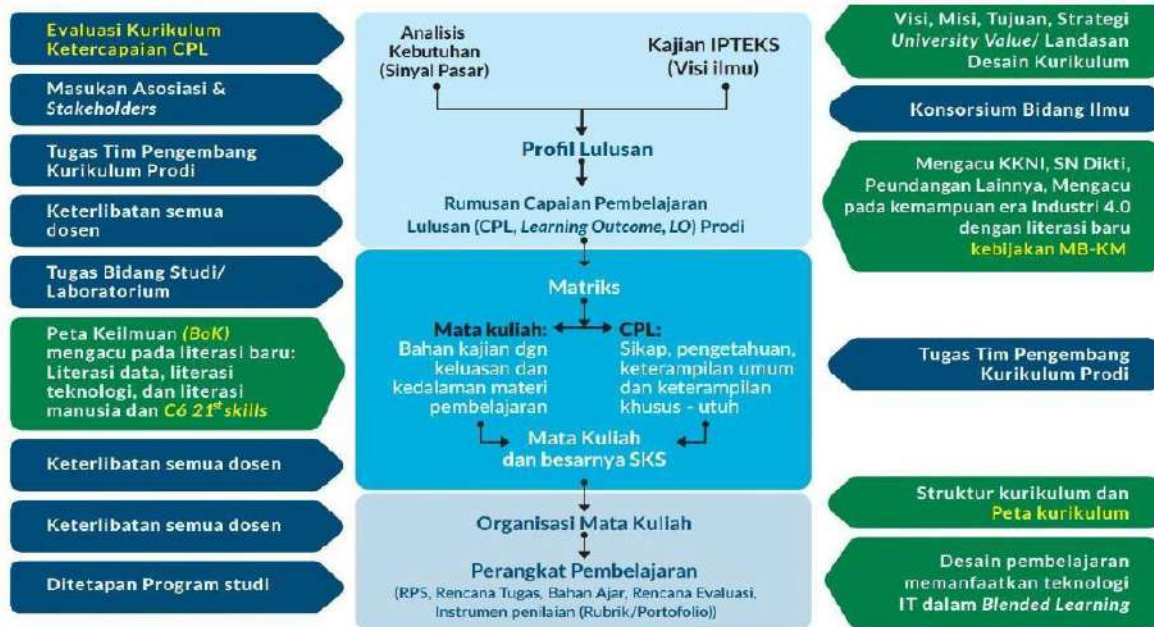 Evaluasi Kurikulum
Ketercapaian CPL
Masukan Asosiasi &
Stakeholders
Tugas Tim Pengembang
Kurikulum Prodi
Keterlibatan semua
dosen
Tugas Bidang Studi/
Laboratorium
Peta Keilmuan (BoK)
mengacu pada literasi baru:
Literasi data, literasi
teknologi, dan literasi
manusia dan C6 21st skills
Keterlibatan semua dosen
Keterlibatan semua dosen
Ditetapan Program studi
Analisis
Kebutuhan
(Sinyal Pasar)
Kajian IPTEKS
(Visi ilmu)
Profil Lulusan
Rumusan Capaian Pembelajaran
Lulusan (CPL, Learning Outcome, LO) Prodi
Matriks
Mata kuliah:
Bahan kajian dgn
keluasan dan
kedalaman materi
pembelajaran
CPL:
Sikap, pengetahuan,
keterampilan umum
dan keterampilan
khusus - utuh
Mata Kuliah
dan besarnya SKS
Organisasi Mata Kuliah
Perangkat Pembelajaran
(RPS, Rencana Tugas, Bahan Ajar, Rencana Evaluasi,
Instrumen penilaian (Rubrik/Portofolio))
Visi, Misi, Tujuan, Strategi
University Value/ Landasan
Desain Kurikulum
Konsorsium Bidang Ilmu
Mengacu KKNI, SN Dikti,
Peundangan Lainnya, Mengacu
pada kemampuan era Industri 4.0
dengan literasi baru
kebijakan MB-KM
Tugas Tim Pengembang
Kurikulum Prodi
Struktur kurikulum dan
Peta kurikulum
Desain pembelajaran
memanfaatkan teknologi
IT dalam Blended Learning